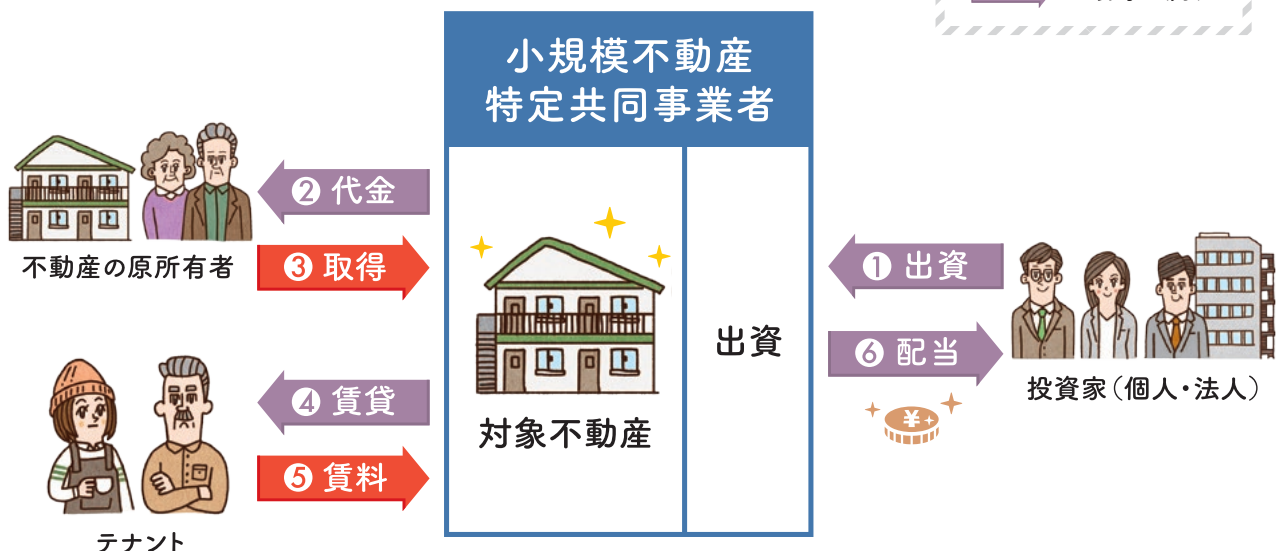 小規模不動産
特定共同事業者
❷ 代金
❸ 取得
不動産の原所有者
❶ 出資
❻ 配当
出資
投資家（個人・法人）
❹ 賃貸
対象不動産
¥
❺ 賃料
テナント